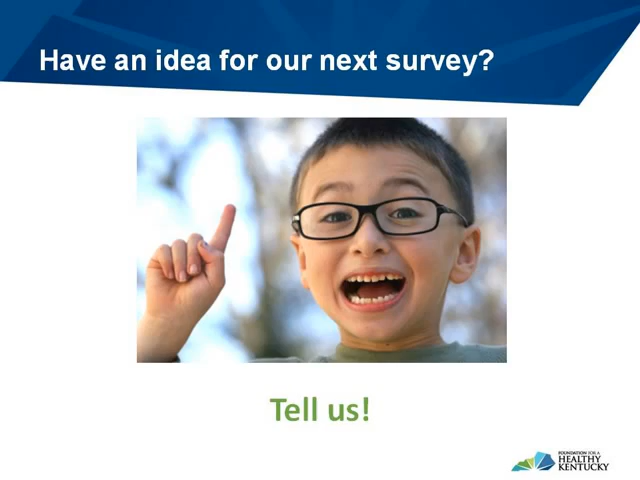 Have an idea for our next survey?
Tell us!
FOUNDATION FOR A
HEALTHY
KENTUCKY